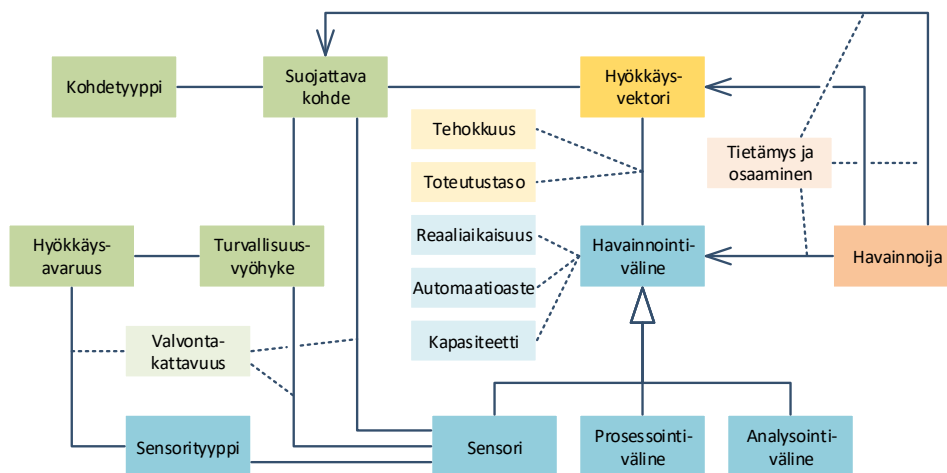 Kohdetyyppi
Suojattava
kohde
Hyökkäys-
vektori
Tehokkuus
Toteutustaso
Tietämys ja
osaaminen
Hyökkäys-
avaruus
Turvallisuus-
vyöhyke
Reaaliaikaisuus
Automaatioaste
Kapasiteetti
Havainnointi-
väline
Havainnoija
Valvonta-
kattavuus
Sensorityyppi
Sensori
Prosessointi-
väline
Analysointi-
väline